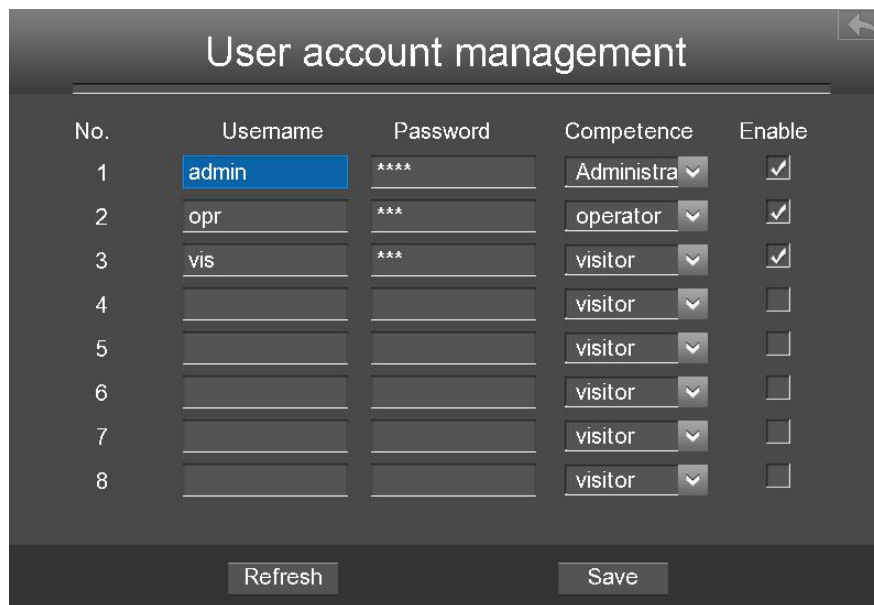 User account management
No. Username Password Competence Enable
1 admin **** Administra
2 opr *** operator
3 vis *** visitor
4 visitor
5 visitor
6 visitor
7 visitor
8 visitor
Refresh Save